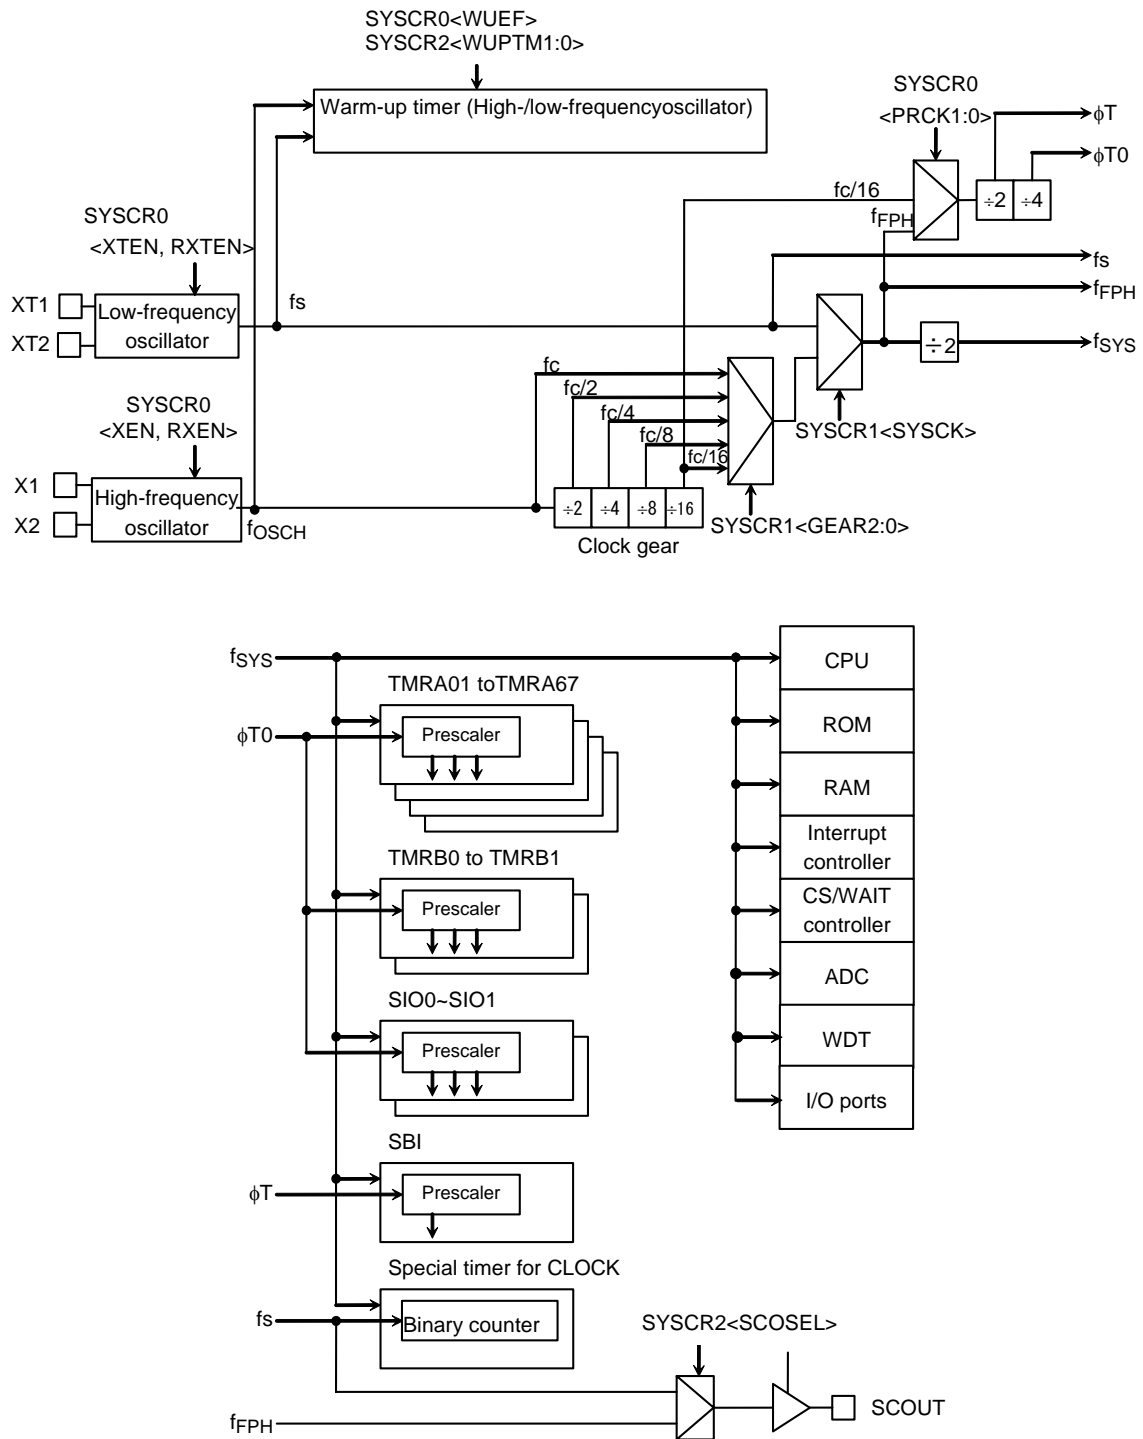 SYSCR0<WUEF>
SYSCR2<WUPTM1:0>
Warm-up timer (High-/low-frequencyoscillator)
SYSCR0
<PRCK1:0>
ϕT
ϕT0
fc/16
fFPH
÷2
÷4
SYSCR0
<XTEN, RXTEN>
fs
fFPH
XT1
XT2
Low-frequency
oscillator
fs
÷2
fSYS
fc
fc/2
fc/4
fc/8
fc/16
SYSCR1<SYSCK>
SYSCR0
<XEN, RXEN>
X1
X2
High-frequency
oscillator
fOSCH
÷2
÷4
÷8
÷16
SYSCR1<GEAR2:0>
Clock gear
fSYS
CPU
TMRA01 toTMRA67
ϕT0
Prescaler
ROM
RAM
Interrupt
controller
TMRB0 to TMRB1
Prescaler
CS/WAIT
controller
ADC
SIO0~SIO1
Prescaler
WDT
I/O ports
SBI
ϕT
Prescaler
Special timer for CLOCK
fs
Binary counter
SYSCR2<SCOSEL>
SCOUT
fFPH